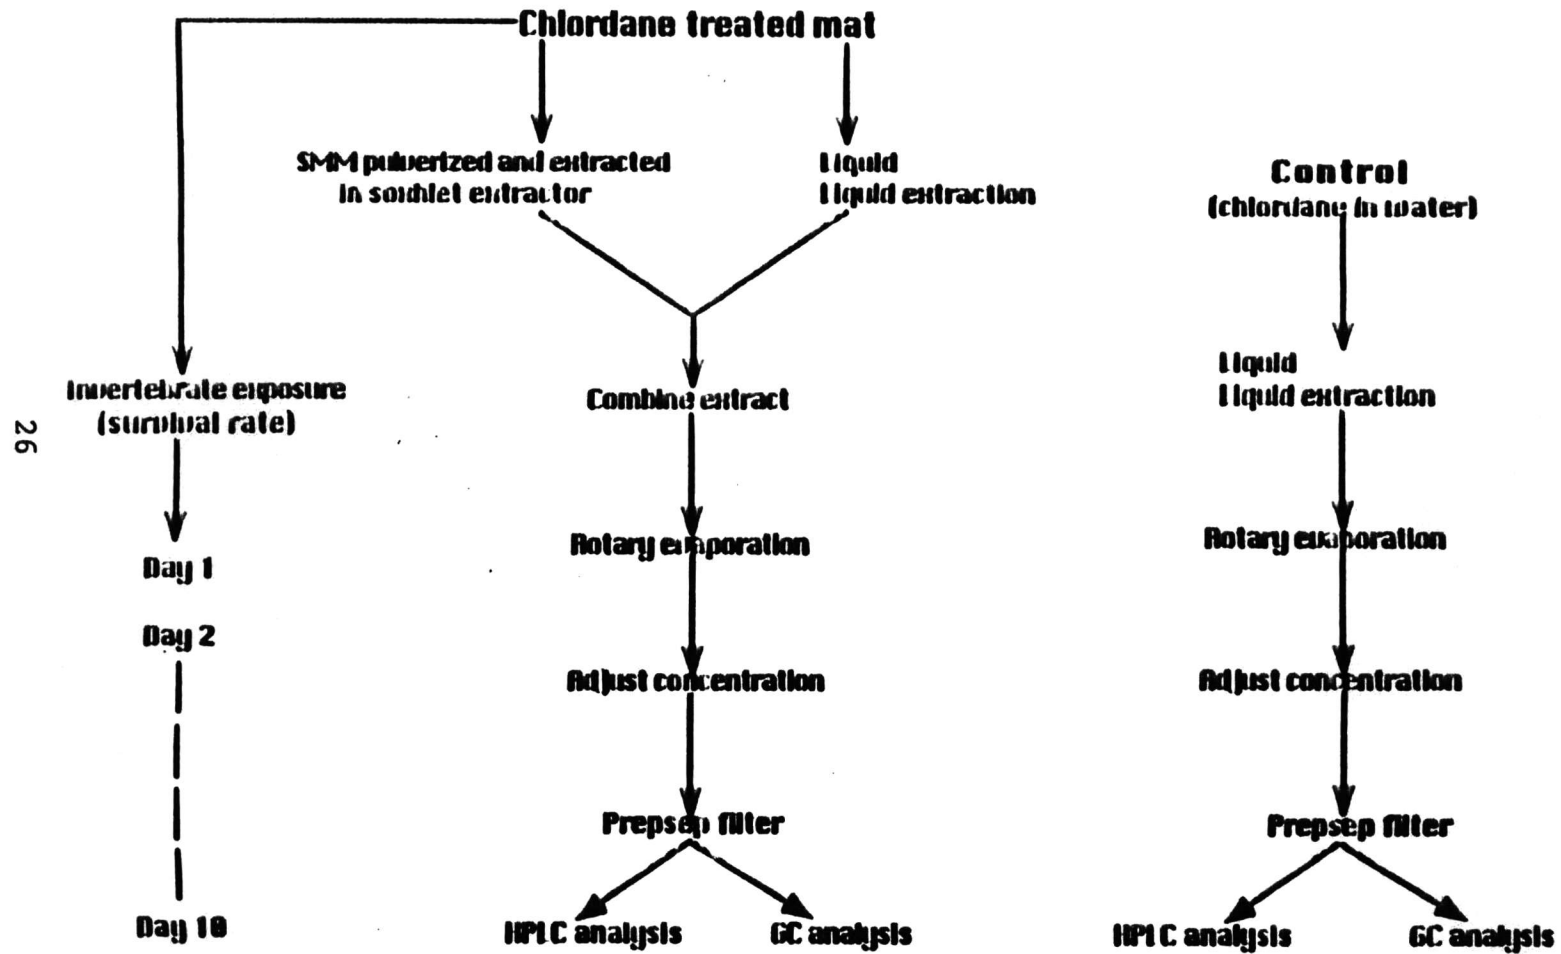 Chlordane treated mat
SMM pulverized and extracted
in soxhlet extractor
Liquid
liquid extraction
Control
(chlordane in water)
Invertebrate exposure
(survival rate)
Combine extract
Liquid
liquid extraction
Rotary evaporation
Rotary evaporation
Day 1
Day 2
Adjust concentration
Adjust concentration
Prepsep filter
Prepsep filter
Day 10
HPLC analysis
GC analysis
HPLC analysis
GC analysis
26